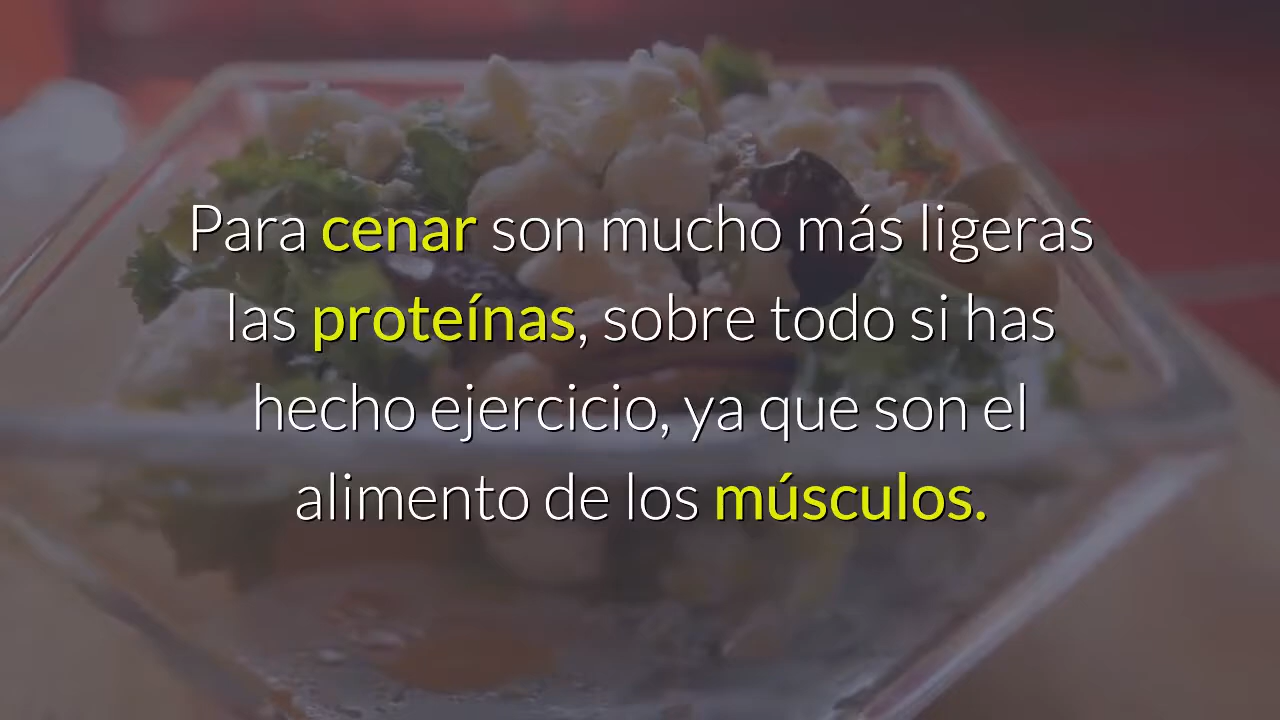 Para cenar son mucho más ligeras
las proteínas, sobre todo si has
hecho ejercicio, ya que son el
alimento de los músculos.